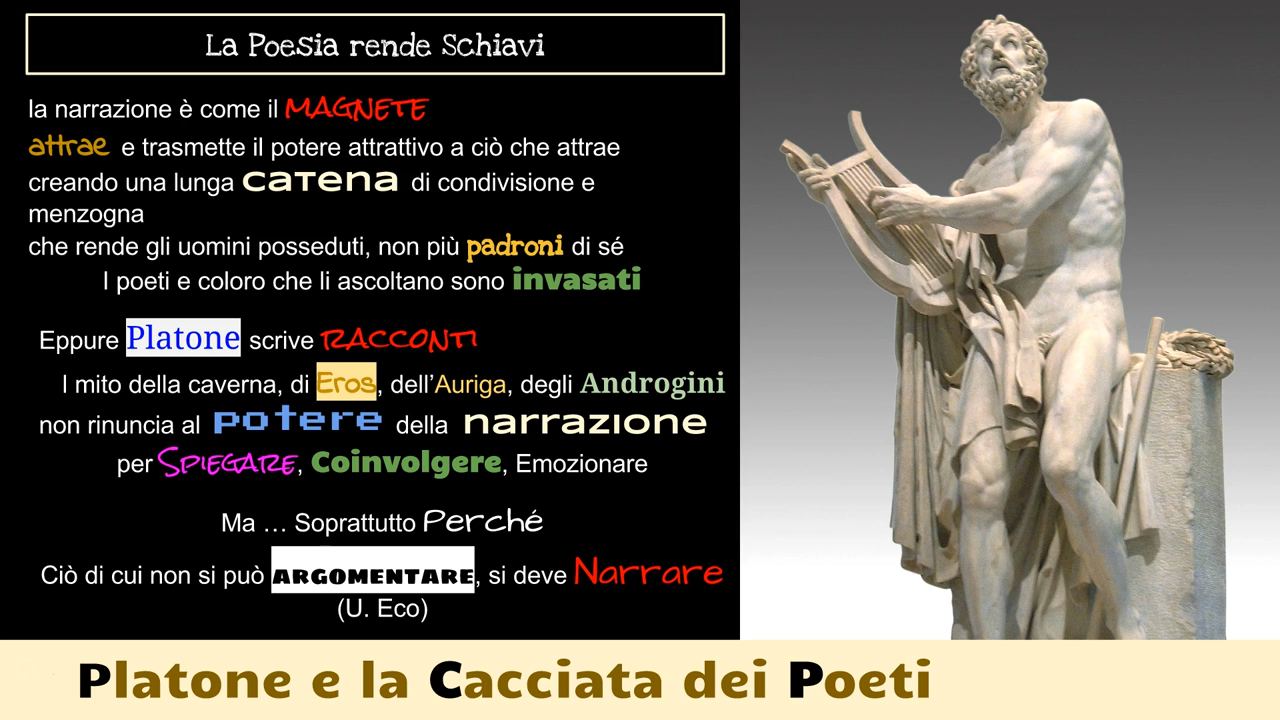 La Poesia rende Schiavi
la narrazione è come il MAGNETE
attrae e trasmette il potere attrattivo a ciò che attrae
creando una lunga catena di condivisione e
menzogna
che rende gli uomini posseduti, non più padroni di sé
I poeti e coloro che li ascoltano sono invasati
Eppure Platone scrive RACCONTI
I mito della caverna, di Eros, dell'Auriga, degli Androgini
non rinuncia al potere della narrazione
per Spiegare, Coinvolgere, Emozionare
Ma … Soprattutto Perché
Ciò di cui non si può ARGOMENTARE, si deve Narrare
(U. Eco)
Platone e la Cacciata dei Poeti